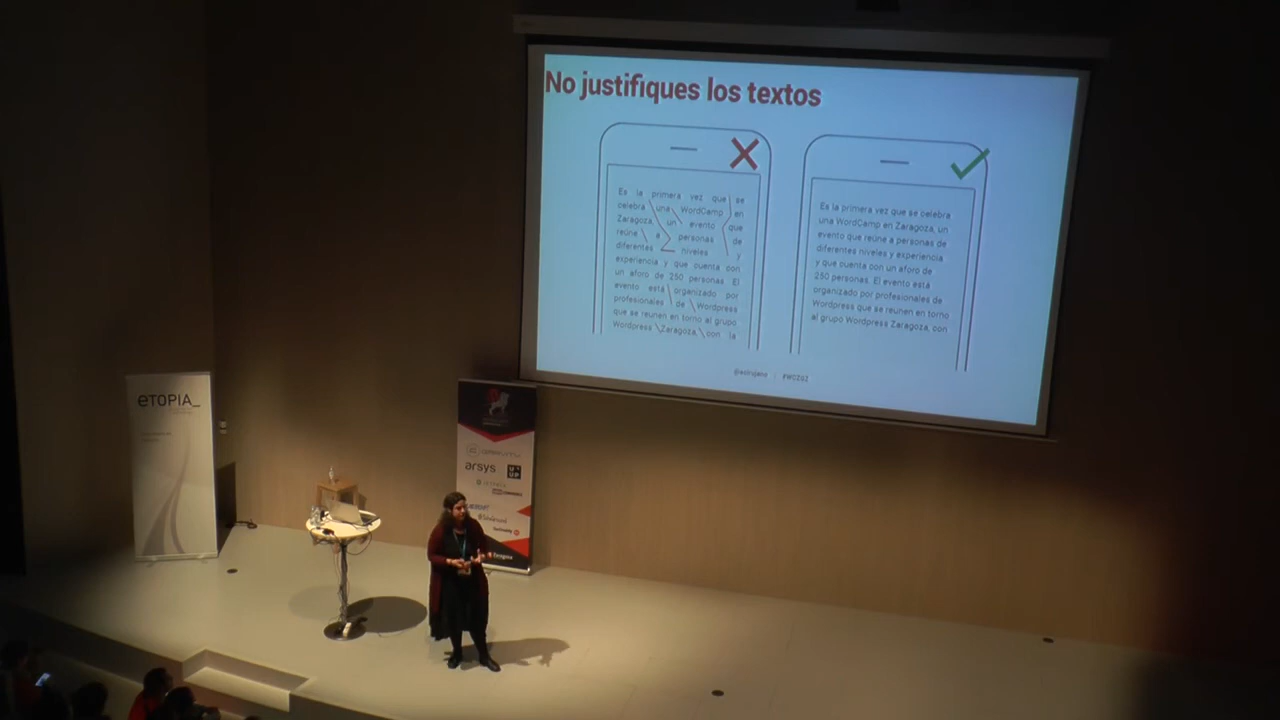 No justifiques los textos
Es la primera vez que se
celebra una WordCamp en
Zaragoza, un evento que
reúne a personas de
diferentes niveles y
experiencia y que cuenta con
un aforo de 250 personas. El
evento está organizado por
profesionales de Wordpress
que se reunen en torno al grupo
Wordpress Zaragoza, con la
Es la primera vez que se celebra
una WordCamp en Zaragoza, un
evento que reúne a personas de
diferentes niveles y experiencia
y que cuenta con un aforo de
250 personas. El evento está
organizado por profesionales de
Wordpress que se reunen en torno
al grupo Wordpress Zaragoza, con
#WCZGZ
eTOPIA_
arsys